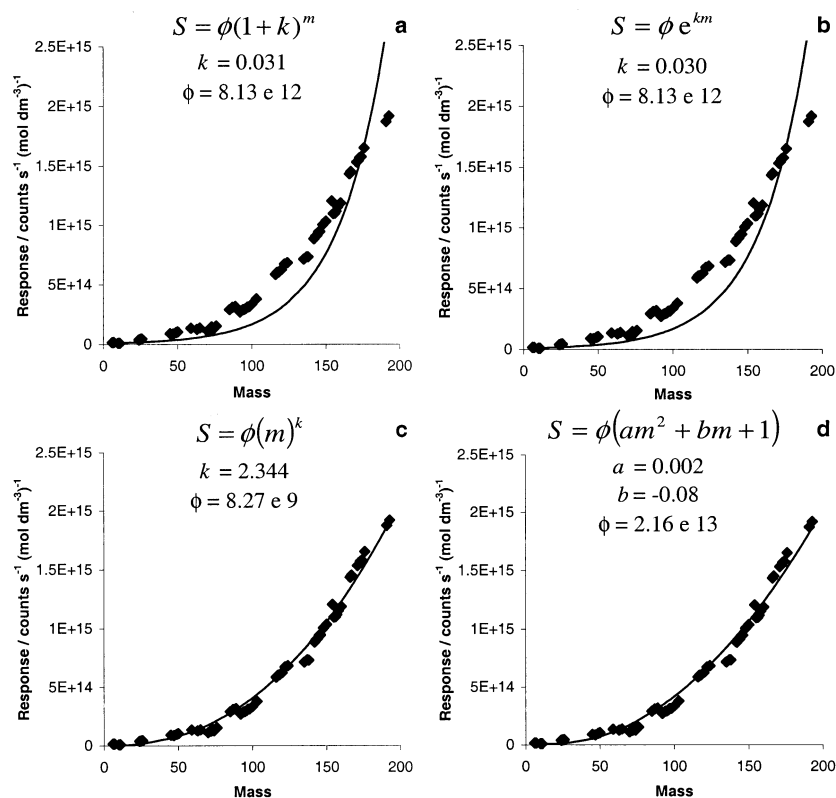 S = ϕ(1 + k)^m
a
k = 0.031
ϕ = 8.13 e 12
2.5E+15
2E+15
1.5E+15
1E+15
5E+14
0
0 50 100 150 200
Mass
Response / counts s⁻¹ (mol dm⁻³)⁻¹
S = ϕ e^km
b
k = 0.030
ϕ = 8.13 e 12
2.5E+15
2E+15
1.5E+15
1E+15
5E+14
0
0 50 100 150 200
Mass
Response / counts s⁻¹ (mol dm⁻³)⁻¹
S = ϕ(m)^k
c
k = 2.344
ϕ = 8.27 e 9
2.5E+15
2E+15
1.5E+15
1E+15
5E+14
0
0 50 100 150 200
Mass
Response / counts s⁻¹ (mol dm⁻³)⁻¹
S = ϕ(am² + bm + 1)
d
a = 0.002
b = -0.08
ϕ = 2.16 e 13
2.5E+15
2E+15
1.5E+15
1E+15
5E+14
0
0 50 100 150 200
Mass
Response / counts s⁻¹ (mol dm⁻³)⁻¹